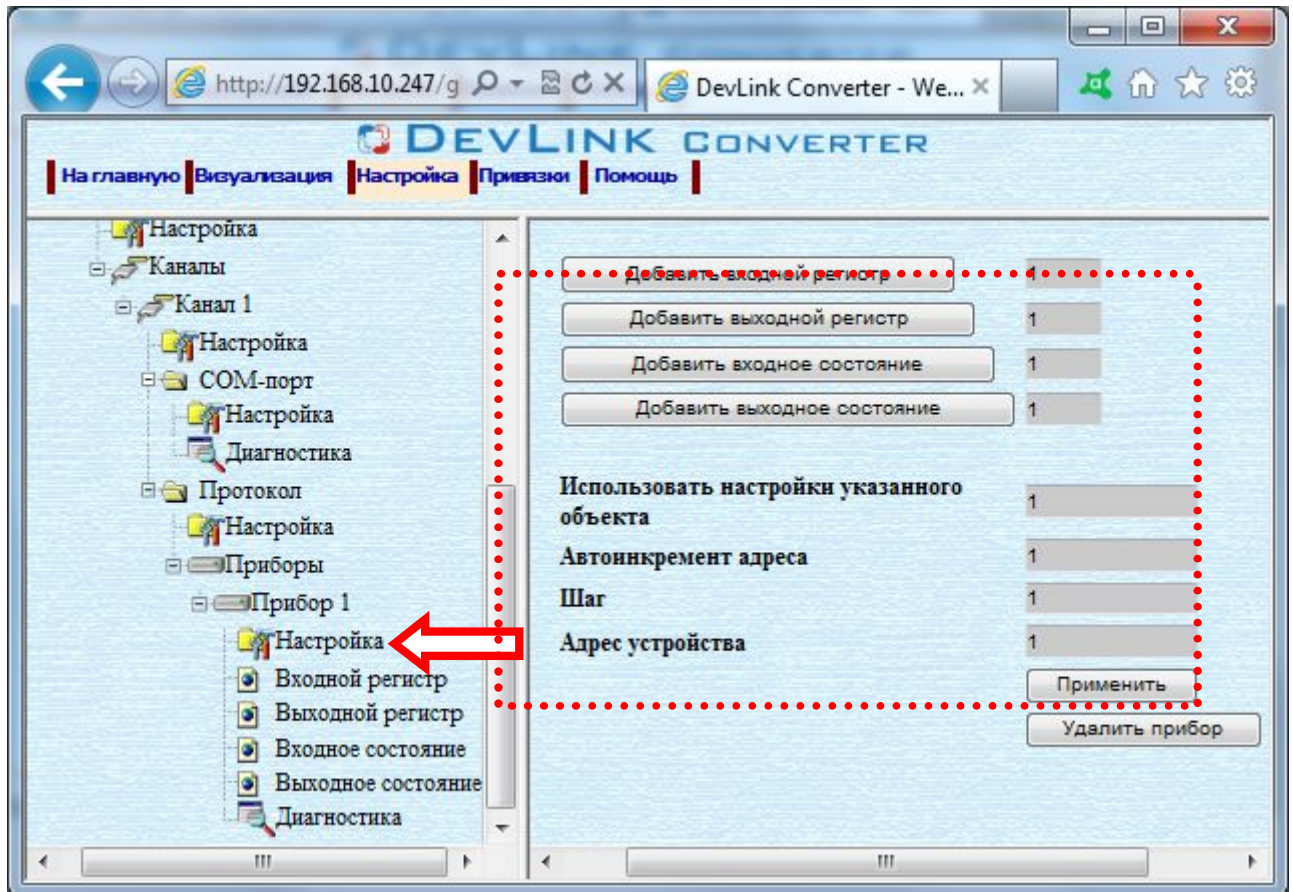 http://192.168.10.247/g
DevLink Converter - We...
DEVLINK CONVERTER
На главную Визуализация Настройка Привязки Помощь
Настройка
Каналы
Канал 1
Настройка
COM-порт
Настройка
Диагностика
Протокол
Настройка
Приборы
Прибор 1
Настройка
Входной регистр
Выходной регистр
Входное состояние
Выходное состояние
Диагностика
Добавить входной регистр 1
Добавить выходной регистр 1
Добавить входное состояние 1
Добавить выходное состояние 1
Использовать настройки указанного
объекта 1
Автоинкремент адреса 1
Шаг 1
Адрес устройства 1
Применить
Удалить прибор